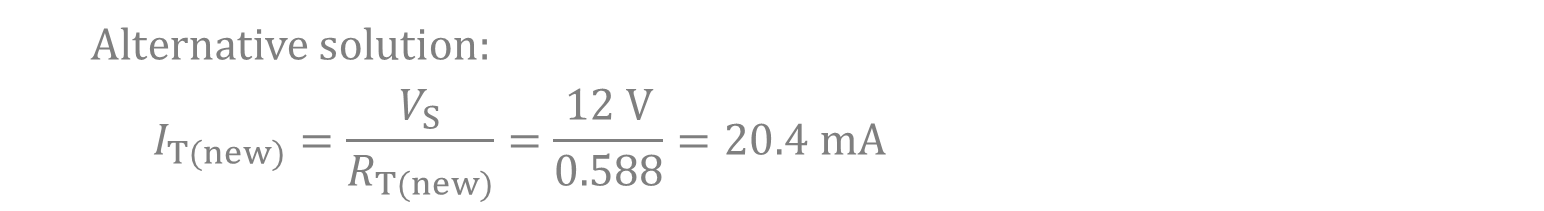 Alternative solution:
I_T(new) = V_S / R_T(new) = 12 V / 0.588 = 20.4 mA